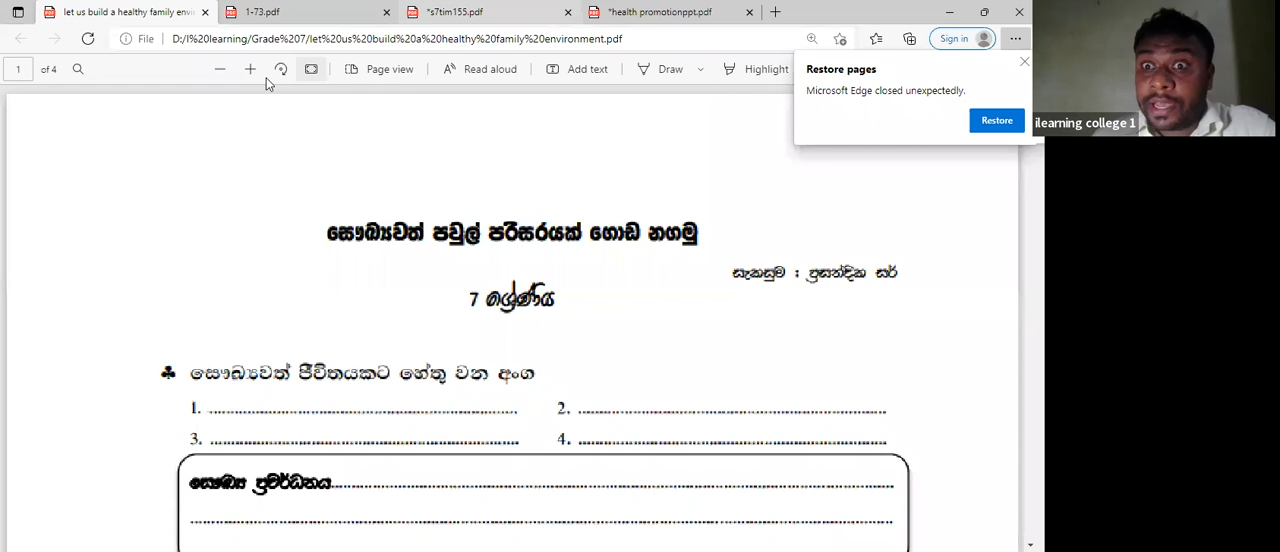 let us build a healthy family envi
1-73.pdf
*s7tim155.pdf
*health promotionppt.pdf
File
D:/I%20learning/Grade%207/let%20us%20build%20a%20healthy%20family%20environment.pdf
Sign in
1 of 4
Page view
Read aloud
Add text
Draw
Highlight
Restore pages
Microsoft Edge closed unexpectedly.
Restore
ilearning college 1
සෞඛ්‍යවත් පවුල් පරිසරයක් ගොඩ නගමු
සැකසුම : ප්‍රසන්දික සර්
7 ශ්‍රේණිය
♣ සෞඛ්‍යවත් ජීවිතයකට හේතු වන අංග
1. ........................ 2. ........................
3. ........................ 4. ........................
සෞඛ්‍ය ප්‍රවර්ධනය........................